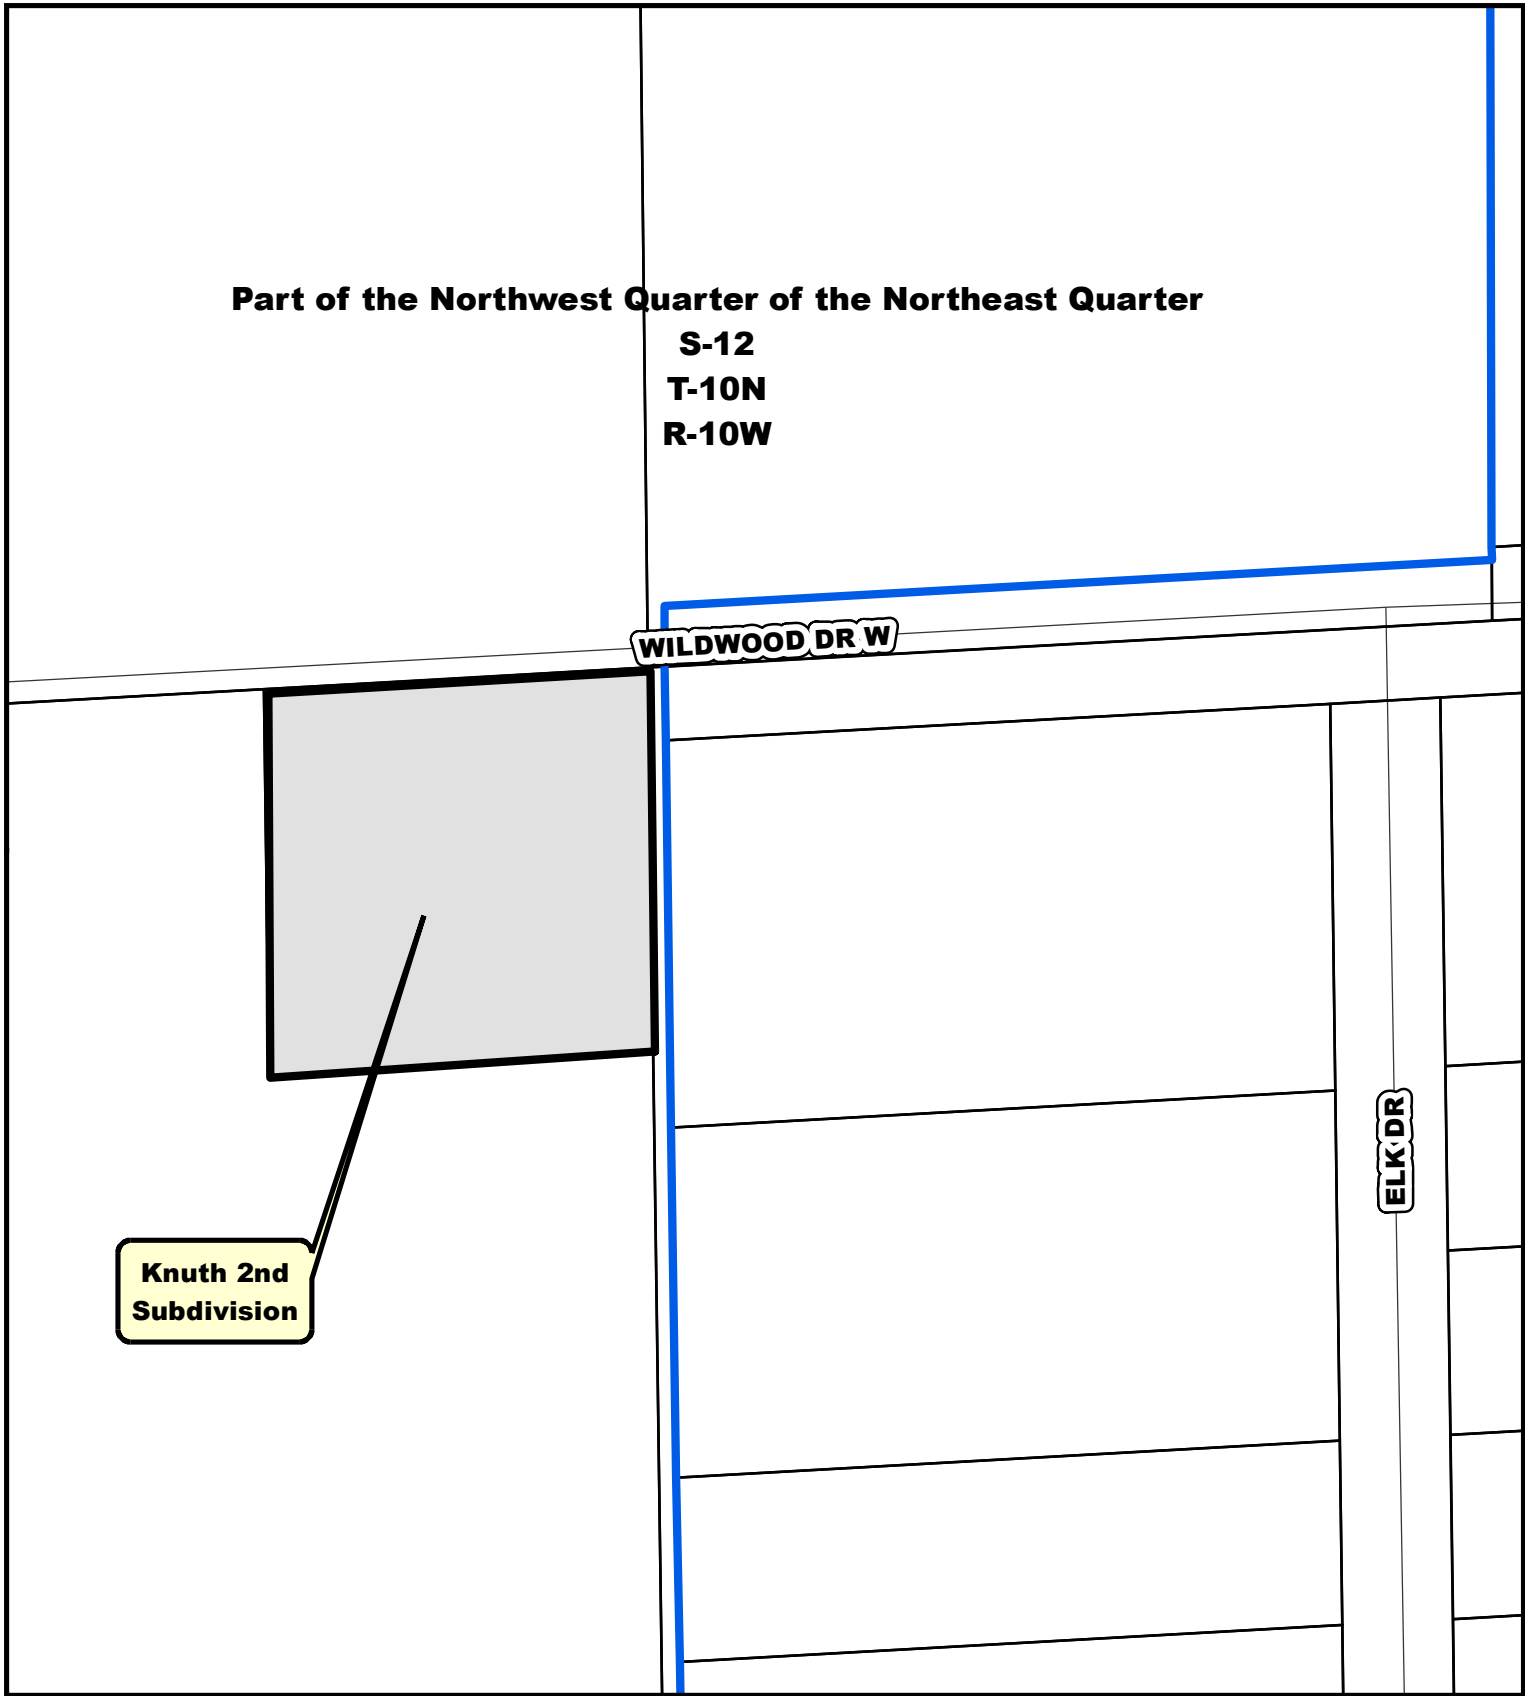 Part of the Northwest Quarter of the Northeast Quarter
S-12
T-10N
R-10W
WILDWOOD DR W
ELK DR
Knuth 2nd
Subdivision